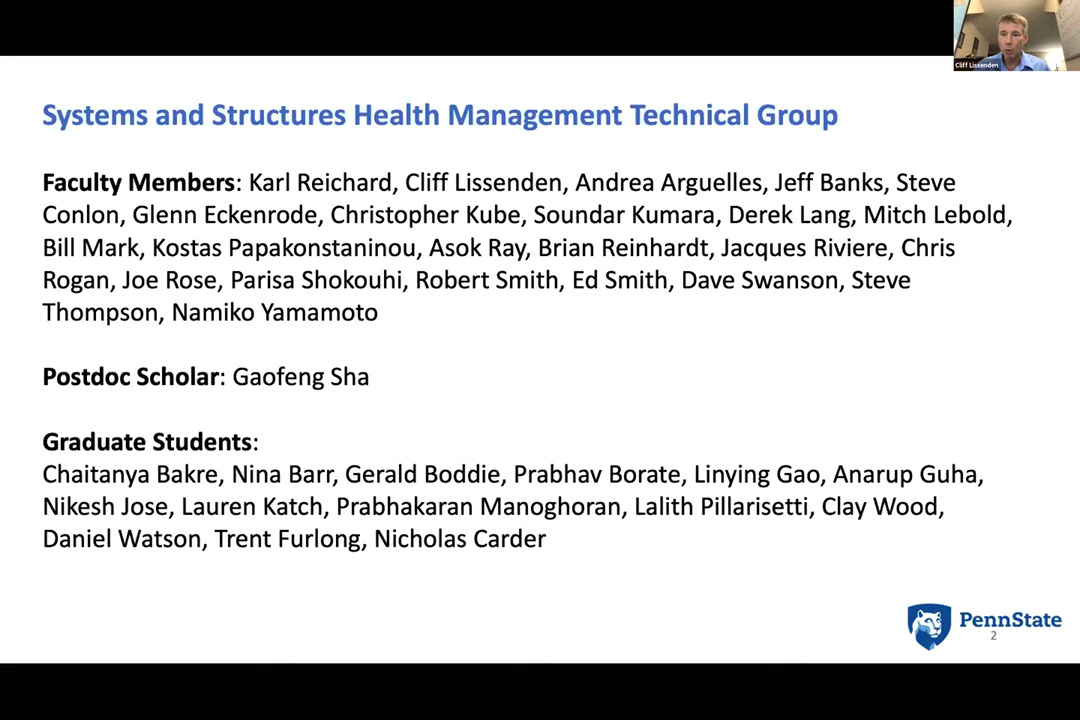 Cliff Lissenden
Systems and Structures Health Management Technical Group
Faculty Members: Karl Reichard, Cliff Lissenden, Andrea Arguelles, Jeff Banks, Steve
Conlon, Glenn Eckenrode, Christopher Kube, Soundar Kumara, Derek Lang, Mitch Lebold,
Bill Mark, Kostas Papakonstaninou, Asok Ray, Brian Reinhardt, Jacques Riviere, Chris
Rogan, Joe Rose, Parisa Shokouhi, Robert Smith, Ed Smith, Dave Swanson, Steve
Thompson, Namiko Yamamoto
Postdoc Scholar: Gaofeng Sha
Graduate Students:
Chaitanya Bakre, Nina Barr, Gerald Boddie, Prabhav Borate, Linying Gao, Anarup Guha,
Nikesh Jose, Lauren Katch, Prabhakaran Manoghoran, Lalith Pillarisetti, Clay Wood,
Daniel Watson, Trent Furlong, Nicholas Carder
PennState
2